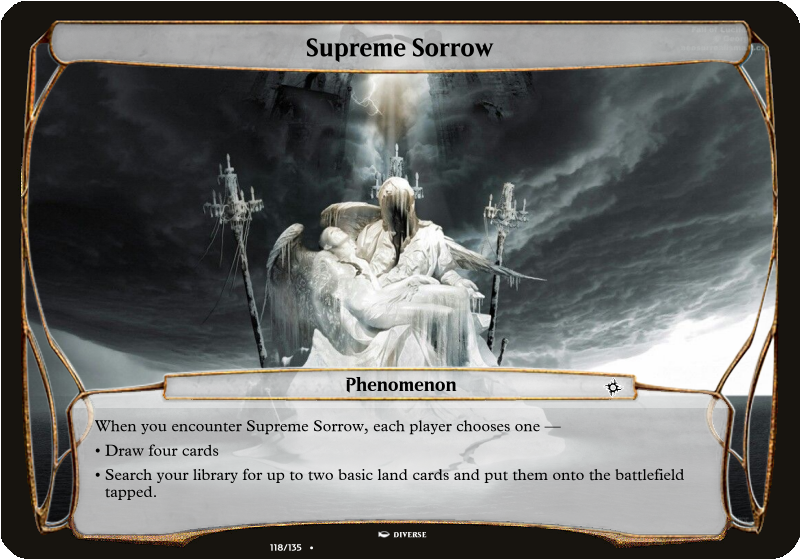 Supreme Sorrow
Phenomenon
When you encounter Supreme Sorrow, each player chooses one —
• Draw four cards
• Search your library for up to two basic land cards and put them onto the battlefield
tapped.
DIVERSE
118/135 •